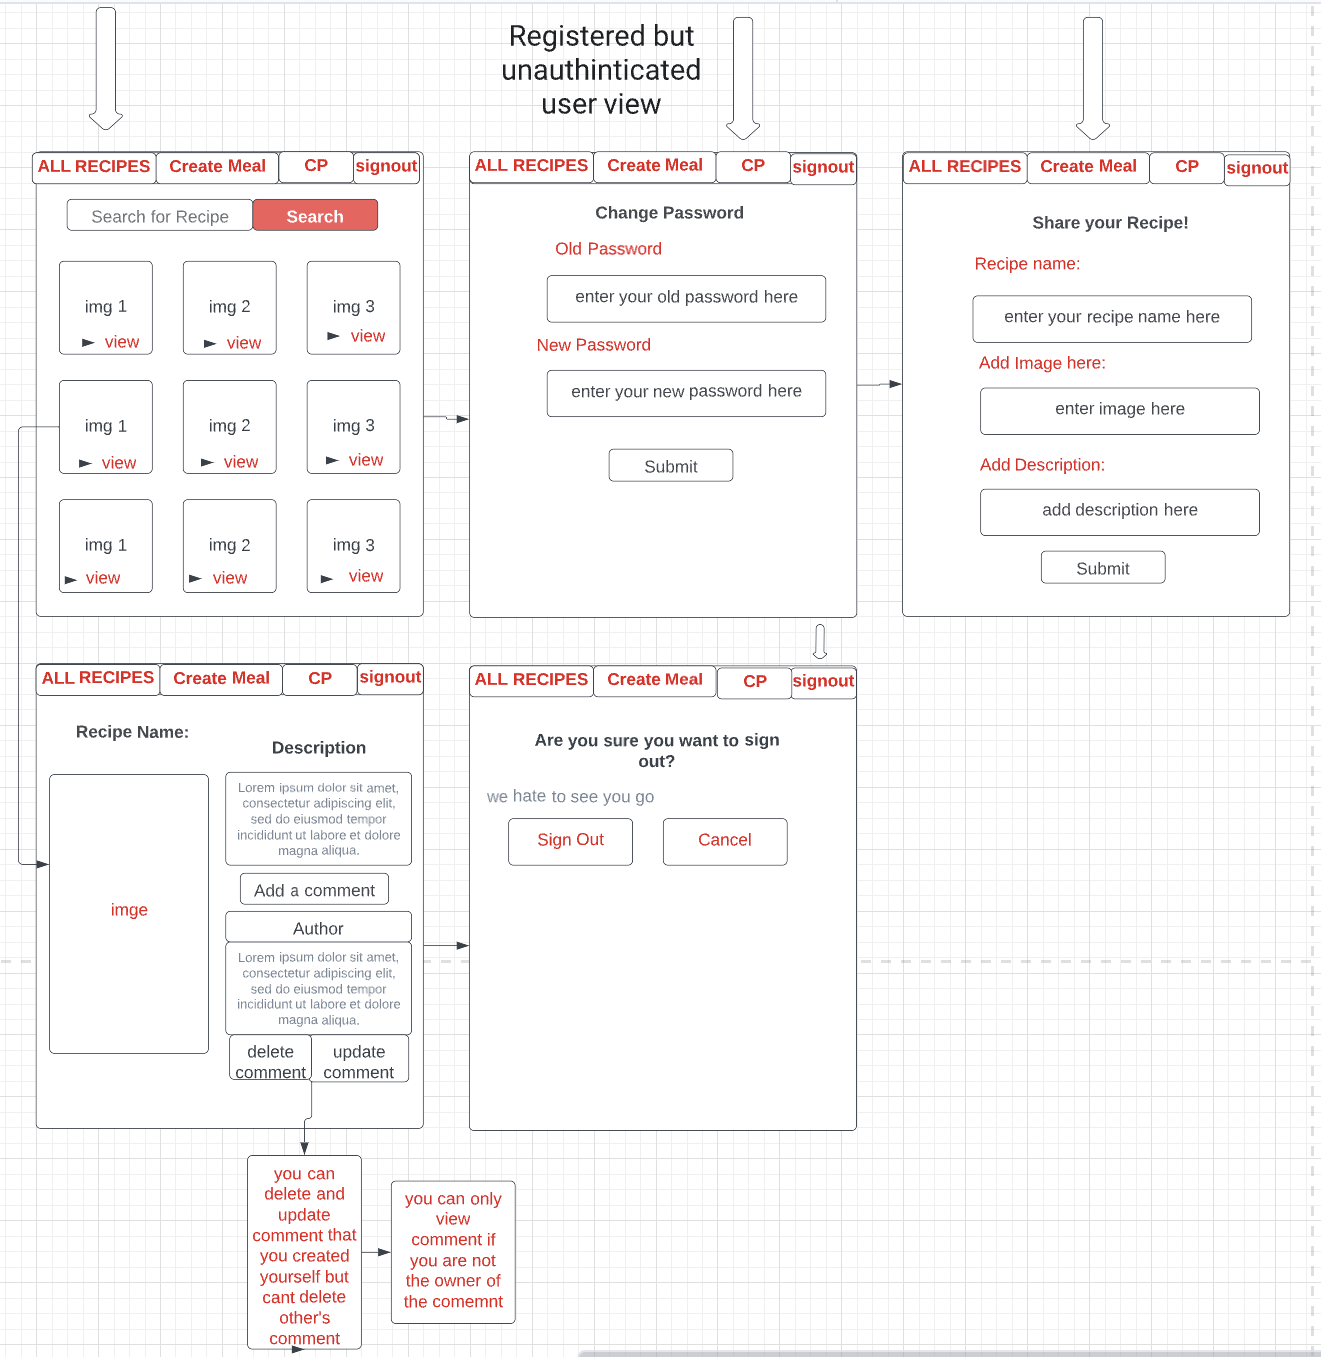 Registered but
unauthinticated
user view
ALL RECIPES Create Meal CP signout
Search for Recipe Search
img 1 img 2 img 3
view view view
img 1 img 2 img 3
view view view
img 1 img 2 img 3
view view view
ALL RECIPES Create Meal CP signout
Change Password
Old Password
enter your old password here
New Password
enter your new password here
Submit
ALL RECIPES Create Meal CP signout
Share your Recipe!
Recipe name:
enter your recipe name here
Add Image here:
enter image here
Add Description:
add description here
Submit
ALL RECIPES Create Meal CP signout
Recipe Name:
Description
imge
Lorem ipsum dolor sit amet,
consectetur adipiscing elit,
sed do eiusmod tempor
incididunt ut labore et dolore
magna aliqua.
Add a comment
Author
Lorem ipsum dolor sit amet,
consectetur adipiscing elit,
sed do eiusmod tempor
incididunt ut labore et dolore
magna aliqua.
delete
comment
update
comment
ALL RECIPES Create Meal CP signout
Are you sure you want to sign
out?
we hate to see you go
Sign Out Cancel
you can
delete and
update
comment that
you created
yourself but
cant delete
other's
comment
you can only
view
comment if
you are not
the owner of
the comemnt